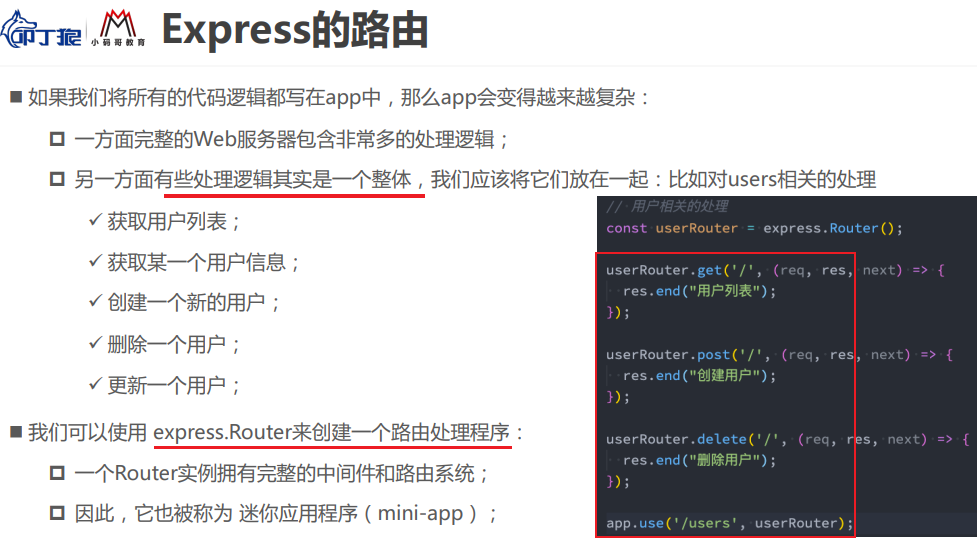 叩丁狼
小码哥教育
Express的路由
■ 如果我们将所有的代码逻辑都写在app中，那么app会变得越来越复杂：
一方面完整的Web服务器包含非常多的处理逻辑；
另一方面有些处理逻辑其实是一个整体，我们应该将它们放在一起：比如对users相关的处理
✓ 获取用户列表；
✓ 获取某一个用户信息；
✓ 创建一个新的用户；
✓ 删除一个用户；
✓ 更新一个用户；
■ 我们可以使用 express.Router来创建一个路由处理程序：
一个Router实例拥有完整的中间件和路由系统；
因此，它也被称为 迷你应用程序（mini-app）；
// 用户相关的处理
const userRouter = express.Router();
userRouter.get('/', (req, res, next) => {
res.end("用户列表");
});
userRouter.post('/', (req, res, next) => {
res.end("创建用户");
});
userRouter.delete('/', (req, res, next) => {
res.end("删除用户");
});
app.use('/users', userRouter);